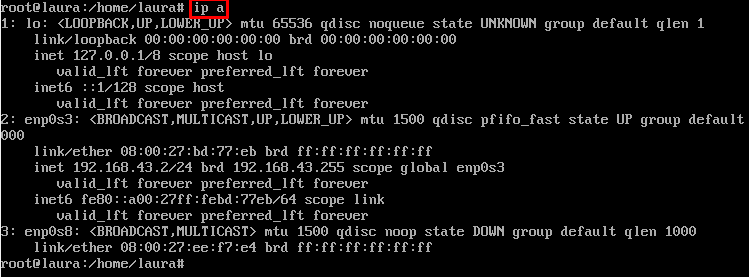 root@laura:/home/laura# ip a
1: lo: <LOOPBACK,UP,LOWER_UP> mtu 65536 qdisc noqueue state UNKNOWN group default qlen 1
link/loopback 00:00:00:00:00:00 brd 00:00:00:00:00:00
inet 127.0.0.1/8 scope host lo
valid_lft forever preferred_lft forever
inet6 ::1/128 scope host
valid_lft forever preferred_lft forever
2: enp0s3: <BROADCAST,MULTICAST,UP,LOWER_UP> mtu 1500 qdisc pfifo_fast state UP group default
000
link/ether 08:00:27:bd:77:eb brd ff:ff:ff:ff:ff:ff
inet 192.168.43.2/24 brd 192.168.43.255 scope global enp0s3
valid_lft forever preferred_lft forever
inet6 fe80::a00:27ff:febd:77eb/64 scope link
valid_lft forever preferred_lft forever
3: enp0s8: <BROADCAST,MULTICAST> mtu 1500 qdisc noop state DOWN group default qlen 1000
link/ether 08:00:27:ee:f7:e4 brd ff:ff:ff:ff:ff:ff
root@laura:/home/laura#